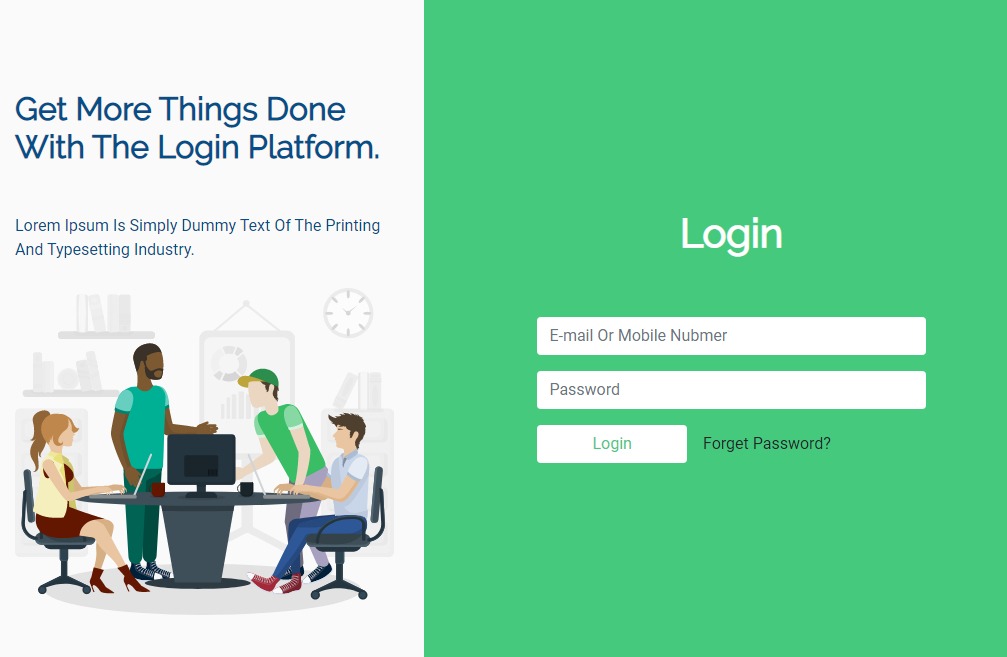 Get More Things Done
With The Login Platform.
Lorem Ipsum Is Simply Dummy Text Of The Printing
And Typesetting Industry.
Login
E-mail Or Mobile Nubmer
Password
Login Forget Password?